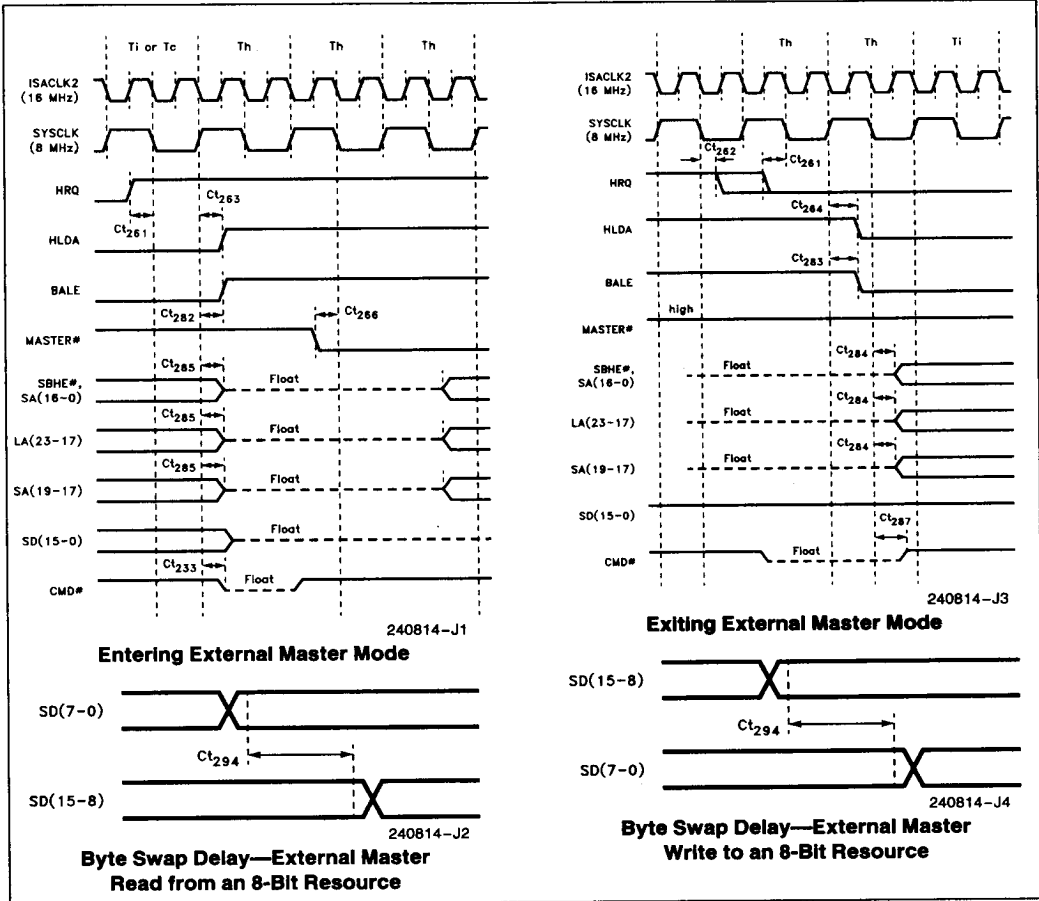 Ti or Tc Th Th Th
ISACLK2
(16 MHz)
SYSCLK
(8 MHz)
HRQ
Ct263
Ct261
HLDA
BALE
Ct282
Ct266
MASTER#
Ct285
SBHE#,
SA(16-0)
Float
Ct285
LA(23-17)
Float
Ct285
SA(19-17)
Float
SD(15-0)
Float
Ct233
CMD#
Float
240814-J1
Entering External Master Mode
SD(7-0)
Ct294
SD(15-8)
240814-J2
Byte Swap Delay—External Master
Read from an 8-Bit Resource
Th Th Ti
ISACLK2
(16 MHz)
SYSCLK
(8 MHz)
Ct262
Ct261
HRQ
Ct264
HLDA
Ct283
BALE
high
MASTER#
Ct284
SBHE#,
SA(16-0)
Float
Ct284
LA(23-17)
Float
Ct284
SA(19-17)
Float
SD(15-0)
Ct287
CMD#
Float
240814-J3
Exiting External Master Mode
SD(15-8)
Ct294
SD(7-0)
240814-J4
Byte Swap Delay—External Master
Write to an 8-Bit Resource